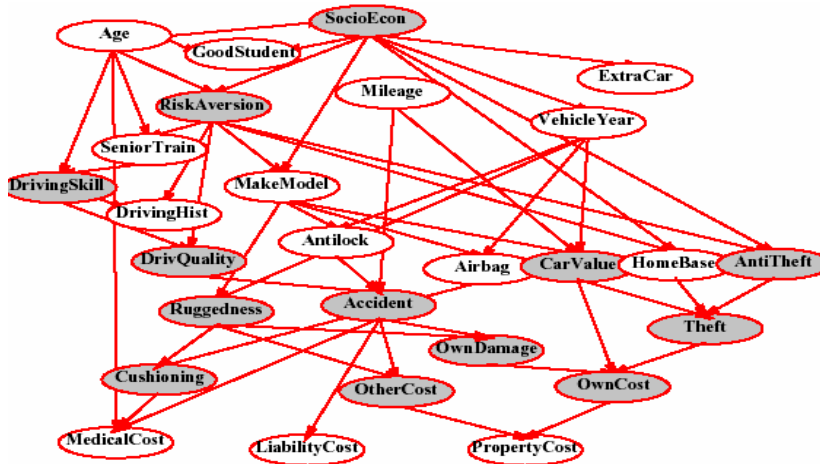 SocioEcon
Age
GoodStudent
ExtraCar
Mileage
RiskAversion
VehicleYear
SeniorTrain
DrivingSkill
MakeModel
DrivingHist
Antilock
DrivQuality
Airbag
CarValue
HomeBase
AntiTheft
Ruggedness
Accident
Theft
OwnDamage
Cushioning
OtherCost
OwnCost
MedicalCost
LiabilityCost
PropertyCost